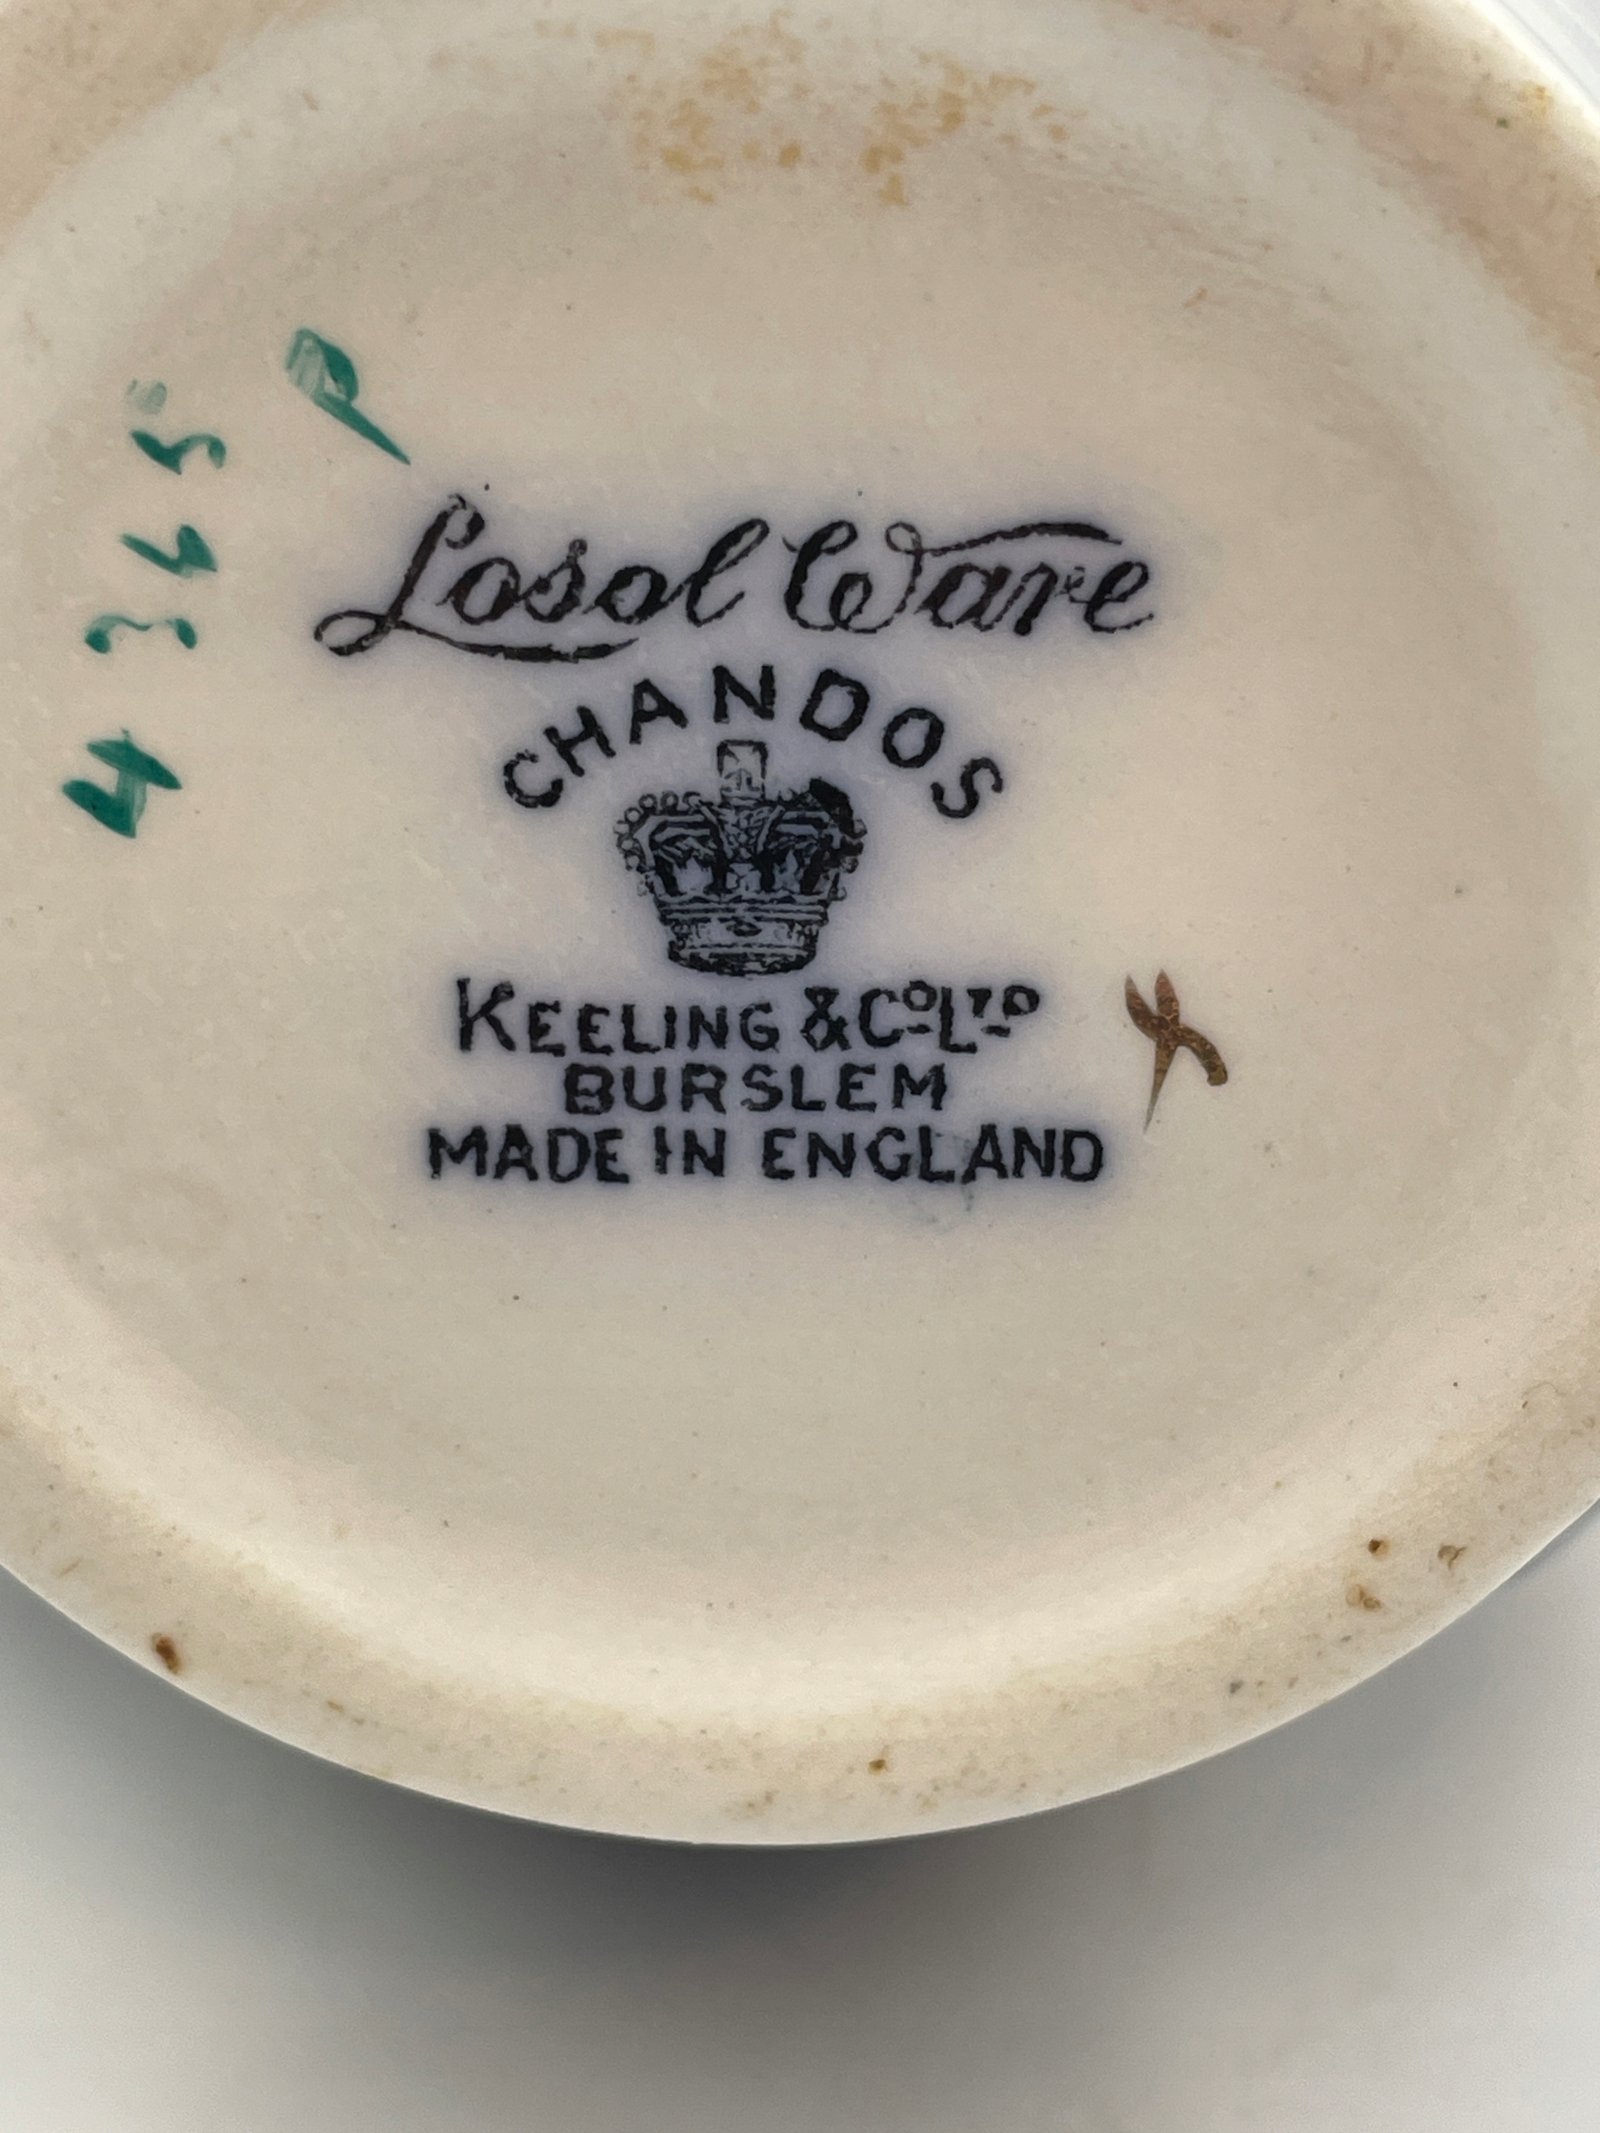 Losol Ware
CHANDOS
KEELING & Co LTD
BURSLEM
MADE IN ENGLAND
4365
P